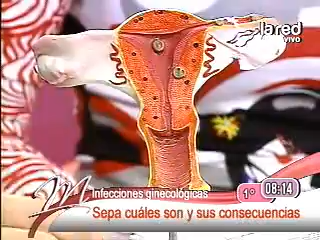 lared
VIVO
Infecciones ginecológicas
1° 08:14
Sepa cuáles son y sus consecuencias